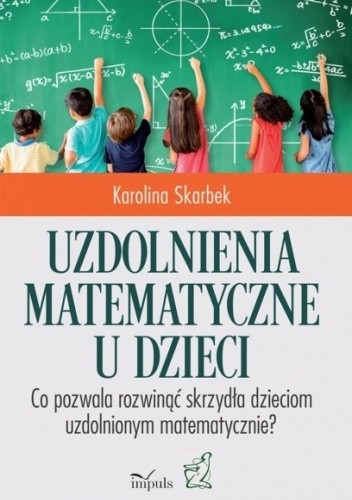 Karolina Skarbek
UZDOLNIENIA
MATEMATYCZNE
U DZIECI
Co pozwala rozwinąć skrzydła dzieciom
uzdolnionym matematycznie?
impuls